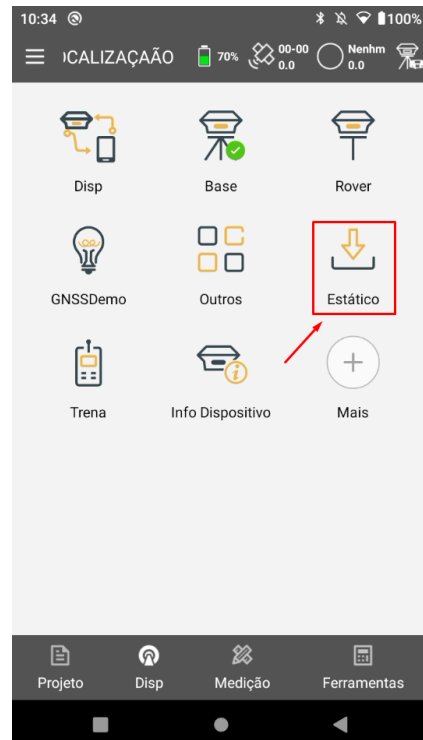 10:34
100%
OCALIZAÇAÃO
70%
00-00
0.0
Nenhm
0.0
Disp
Base
Rover
GNSSDemo
Outros
Estático
Trena
Info Dispositivo
Mais
Projeto
Disp
Medição
Ferramentas